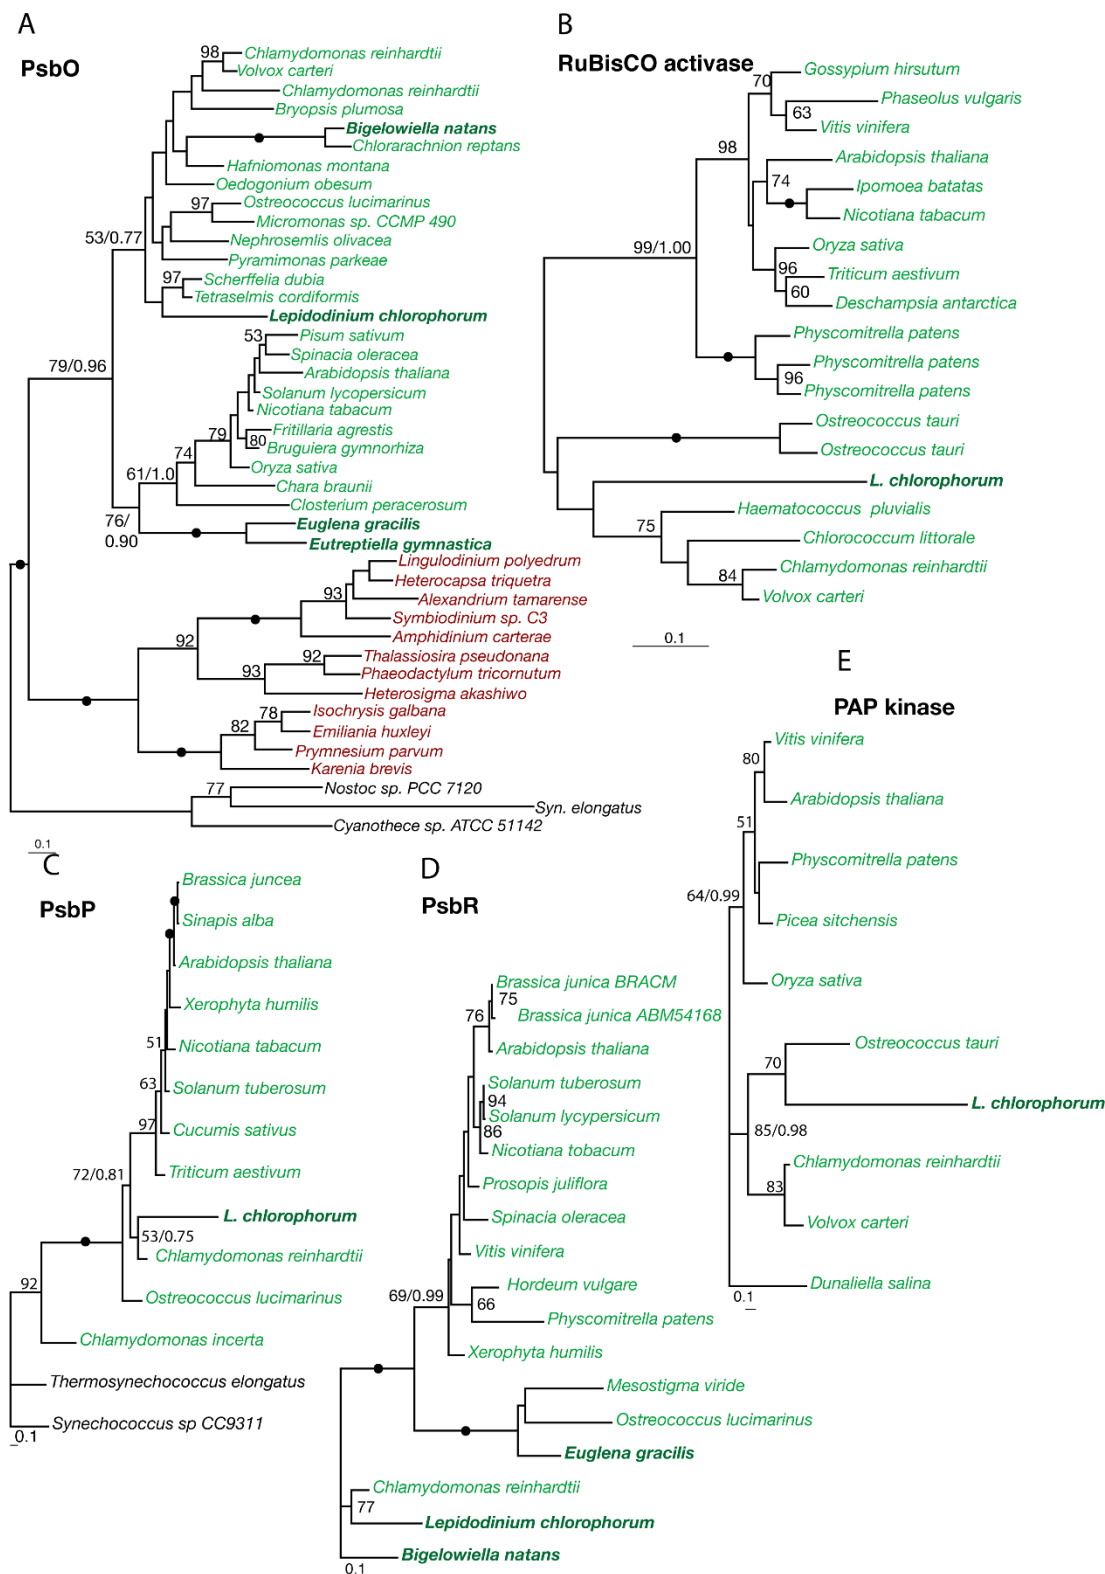 A
PsbO
98
Chlamydomonas reinhardtii
Volvox carteri
Chlamydomonas reinhardtii
Bryopsis plumosa
Bigelowiella natans
Chlorarachnion reptans
Hafniomonas montana
Oedogonium obesum
97
Ostreococcus lucimarinus
Micromonas sp. CCMP 490
53/0.77
Nephroselmlis olivacea
Pyramimonas parkeae
97
Scherffelia dubia
Tetraselmis cordiformis
Lepidodinium chlorophorum
53
Pisum sativum
Spinacia oleracea
79/0.96
Arabidopsis thaliana
Solanum lycopersicum
Nicotiana tabacum
79
Fritillaria agrestis
80
Bruguiera gymnorhiza
74
Oryza sativa
61/1.0
Chara braunii
Closterium peracerosum
76/
0.90
Euglena gracilis
Eutreptiella gymnastica
Lingulodinium polyedrum
Heterocapsa triquetra
93
Alexandrium tamarense
Symbiodinium sp. C3
92
Amphidinium carterae
92
Thalassiosira pseudonana
93
Phaeodactylum tricornutum
Heterosigma akashiwo
78
Isochrysis galbana
82
Emiliania huxleyi
Prymnesium parvum
Karenia brevis
77
Nostoc sp. PCC 7120
Syn. elongatus
Cyanothece sp. ATCC 51142
0.1
B
RuBisCO activase
70
Gossypium hirsutum
Phaseolus vulgaris
63
Vitis vinifera
98
Arabidopsis thaliana
74
Ipomoea batatas
Nicotiana tabacum
99/1.00
Oryza sativa
96
Triticum aestivum
60
Deschampsia antarctica
Physcomitrella patens
Physcomitrella patens
96
Physcomitrella patens
Ostreococcus tauri
Ostreococcus tauri
L. chlorophorum
75
Haematococcus pluvialis
Chlorococcum littorale
84
Chlamydomonas reinhardtii
Volvox carteri
0.1
C
PsbP
Brassica juncea
Sinapis alba
Arabidopsis thaliana
Xerophyta humilis
51
Nicotiana tabacum
63
Solanum tuberosum
97
Cucumis sativus
72/0.81
Triticum aestivum
L. chlorophorum
53/0.75
Chlamydomonas reinhardtii
92
Ostreococcus lucimarinus
Chlamydomonas incerta
Thermosynechococcus elongatus
Synechococcus sp CC9311
0.1
D
PsbR
Brassica junica BRACM
75
76
Brassica junica ABM54168
Arabidopsis thaliana
Solanum tuberosum
94
Solanum lycypersicum
86
Nicotiana tobacum
Prosopis juliflora
Spinacia oleracea
Vitis vinifera
69/0.99
Hordeum vulgare
66
Physcomitrella patens
Xerophyta humilis
Mesostigma viride
Ostreococcus lucimarinus
Euglena gracilis
Chlamydomonas reinhardtii
77
Lepidodinium chlorophorum
Bigelowiella natans
0.1
E
PAP kinase
Vitis vinifera
80
Arabidopsis thaliana
51
Physcomitrella patens
64/0.99
Picea sitchensis
Oryza sativa
Ostreococcus tauri
70
L. chlorophorum
85/0.98
Chlamydomonas reinhardtii
83
Volvox carteri
Dunaliella salina
0.1